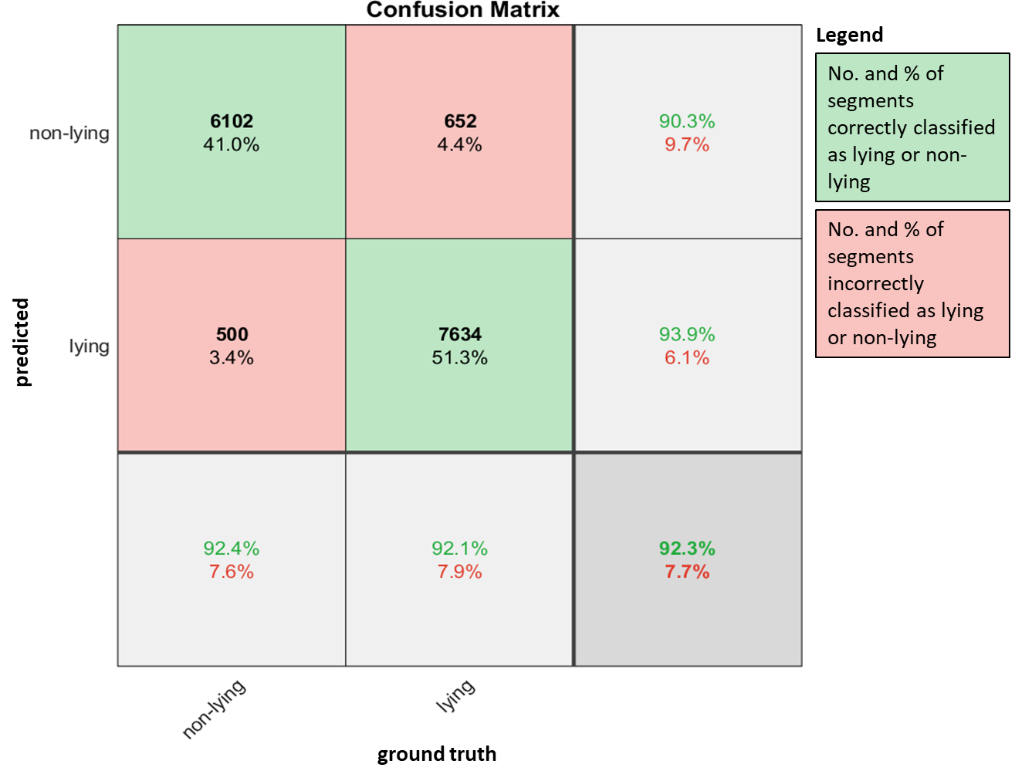 Confusion Matrix
non-lying
6102
41.0%
652
4.4%
90.3%
9.7%
lying
500
3.4%
7634
51.3%
93.9%
6.1%
92.4%
7.6%
92.1%
7.9%
92.3%
7.7%
predicted
non-lying
lying
ground truth
Legend
No. and % of
segments
correctly classified
as lying or non-
lying
No. and % of
segments
incorrectly
classified as lying
or non-lying